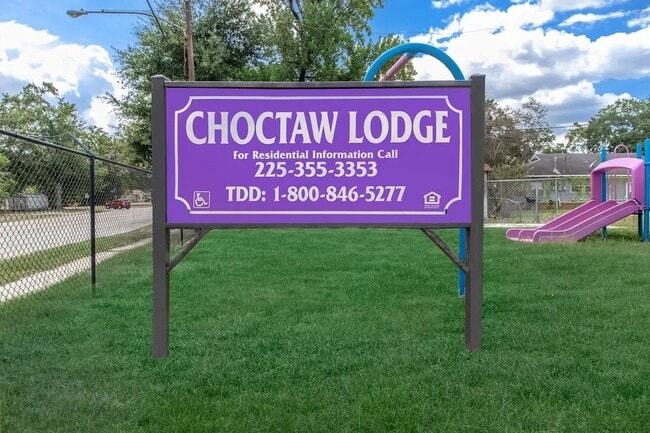 CHOCTAW LODGE
For Residential Information Call
225-355-3353
TDD: 1-800-846-5277